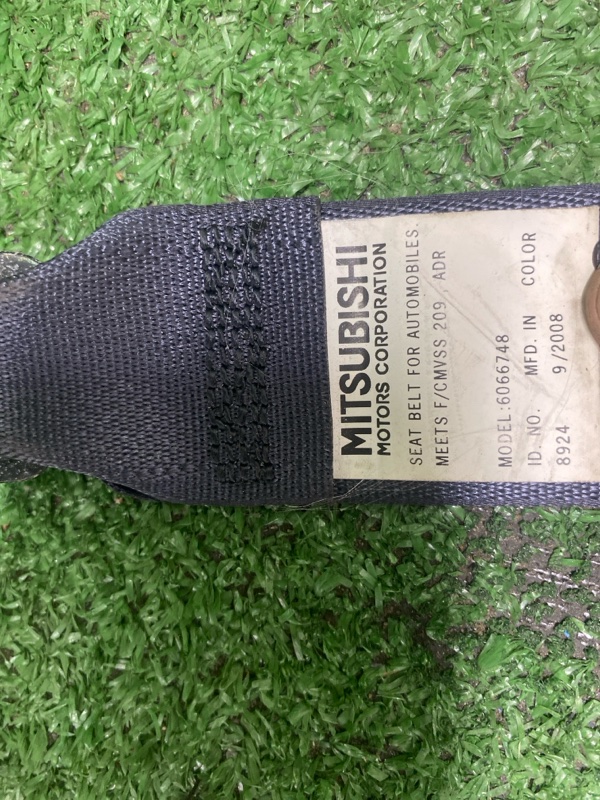 MITSUBISHI
MOTORS CORPORATION
SEAT BELT FOR AUTOMOBILES.
MEETS F/CMVSS 209 ADR
MODEL:6066748
ID. NO. MFD. IN COLOR
8924 9/2008